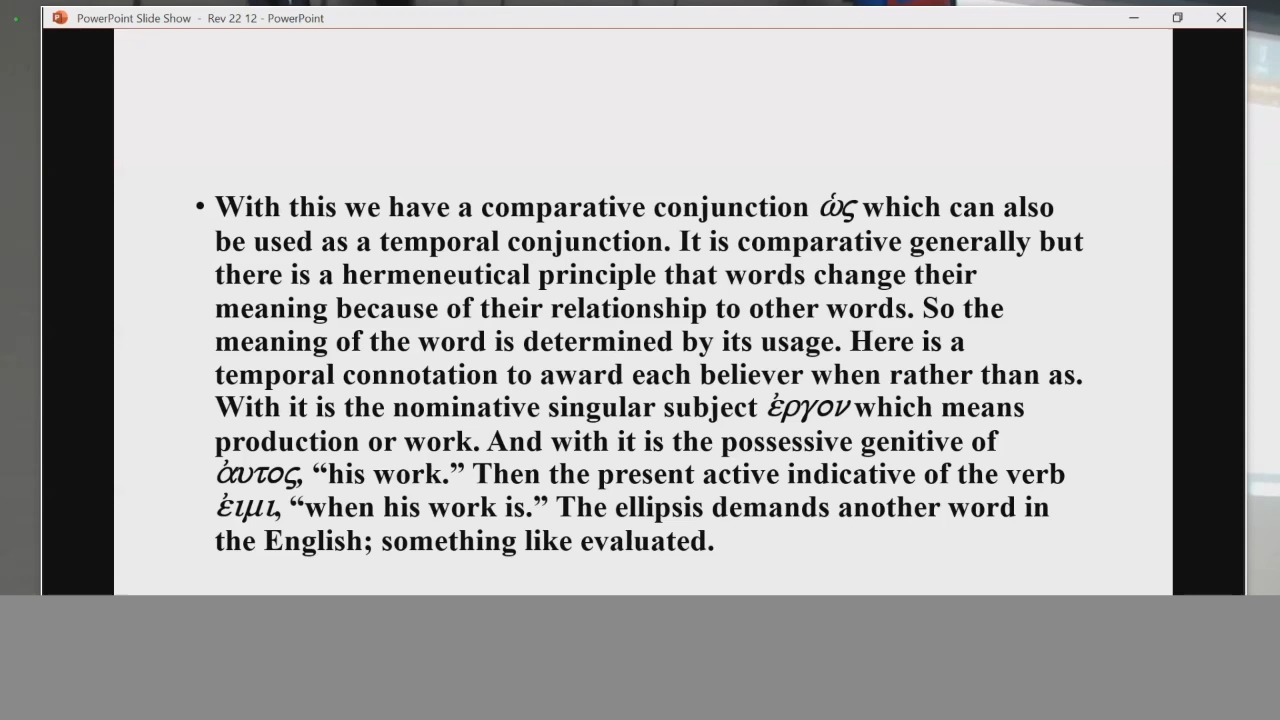 PowerPoint Slide Show - Rev 22 12 - PowerPoint
• With this we have a comparative conjunction ὡς which can also
be used as a temporal conjunction. It is comparative generally but
there is a hermeneutical principle that words change their
meaning because of their relationship to other words. So the
meaning of the word is determined by its usage. Here is a
temporal connotation to award each believer when rather than as.
With it is the nominative singular subject ἐργον which means
production or work. And with it is the possessive genitive of
ἀυτος, “his work.” Then the present active indicative of the verb
ἐιμι, “when his work is.” The ellipsis demands another word in
the English; something like evaluated.